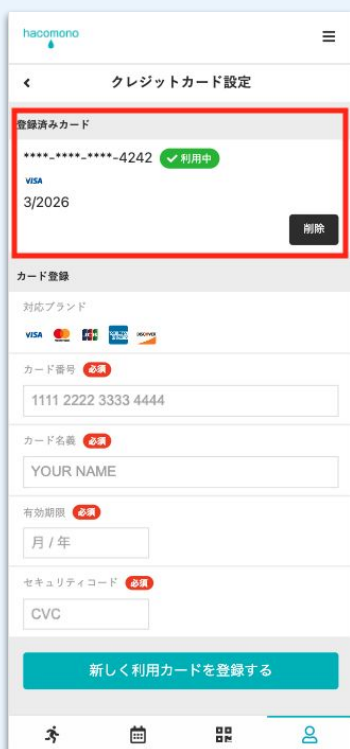 hacomono
クレジットカード設定
登録済みカード
****-****-****-4242 利用中
VISA
3/2026
削除
カード登録
対応ブランド
VISA JCB DISCOVER
カード番号 必須
1111 2222 3333 4444
カード名義 必須
YOUR NAME
有効期限 必須
月 / 年
セキュリティコード 必須
CVC
新しく利用カードを登録する